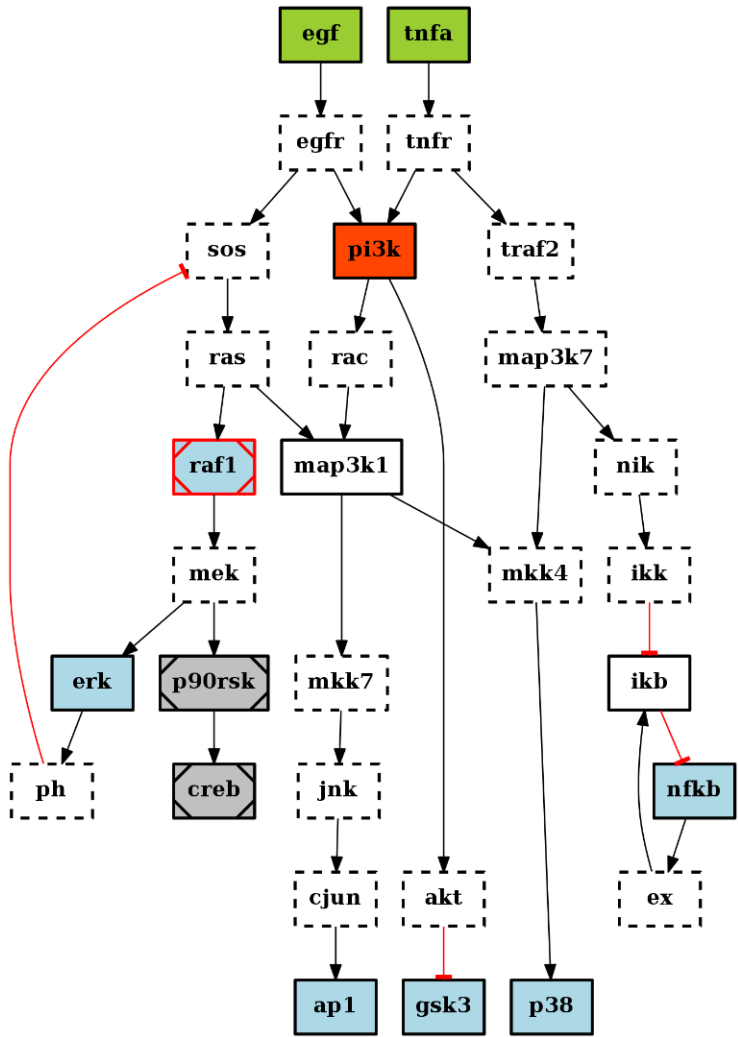 egf tnfa
egfr tnfr
sos pi3k traf2
ras rac map3k7
raf1 map3k1 nik
mek mkk4 ikk
erk p90rsk mkk7 ikb
ph creb jnk nfkb
cjun akt ex
ap1 gsk3 p38